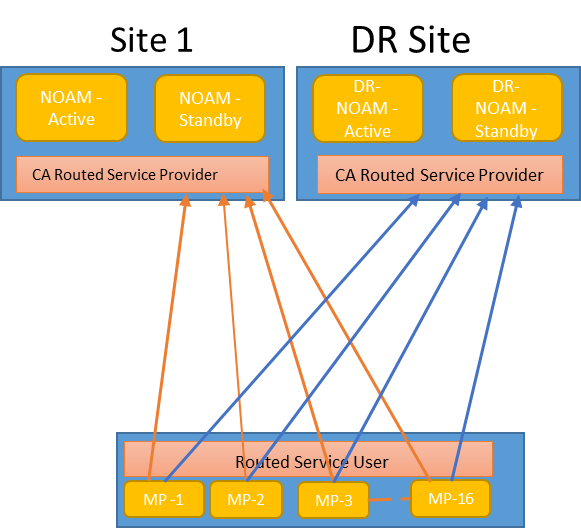 Site 1
DR Site
NOAM -
Active
NOAM -
Standby
DR-
NOAM -
Active
DR-
NOAM -
Standby
CA Routed Service Provider
CA Routed Service Provider
Routed Service User
MP -1
MP-2
MP-3
MP-16